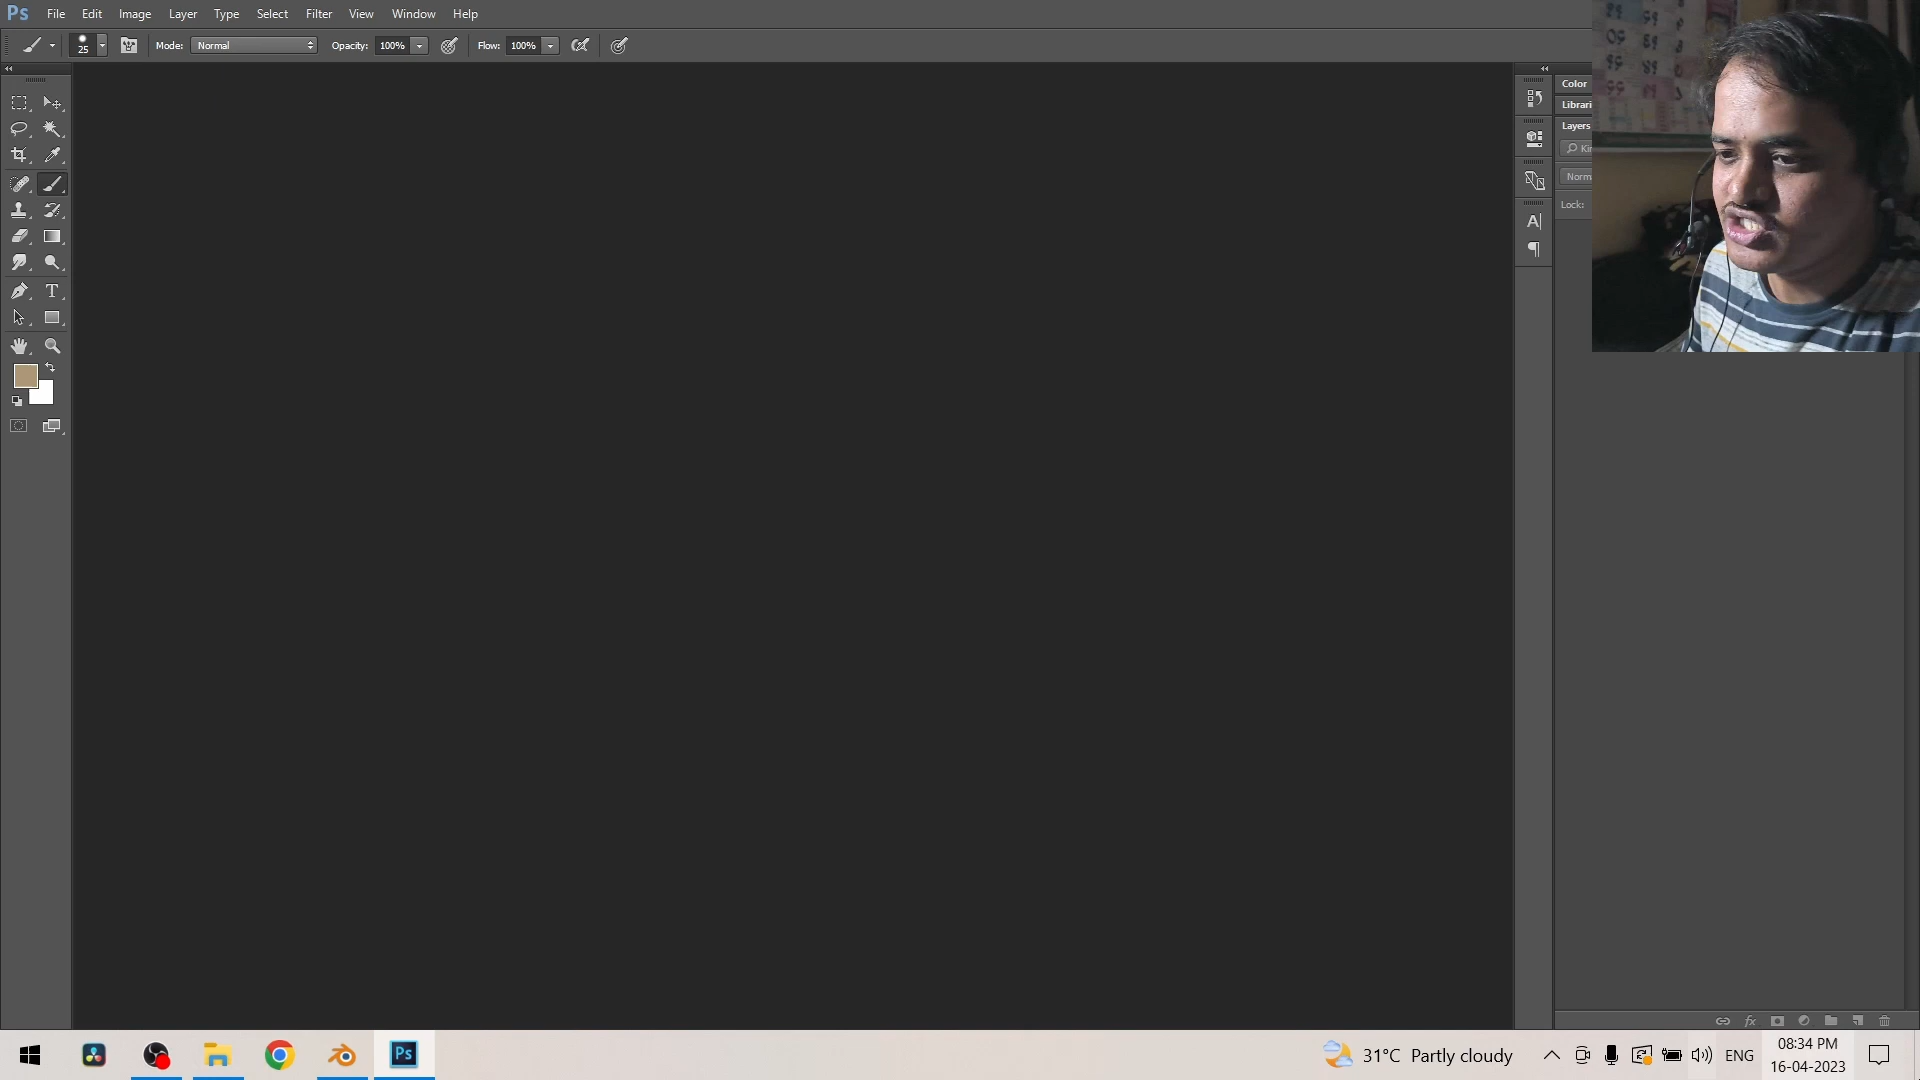 Ps File Edit Image Layer Type Select Filter View Window Help
25 Mode: Normal Opacity: 100% Flow: 100%
Color
Librari
Layers
Norm
Lock:
A
T
Ps
31°C Partly cloudy
ENG
08:34 PM
16-04-2023